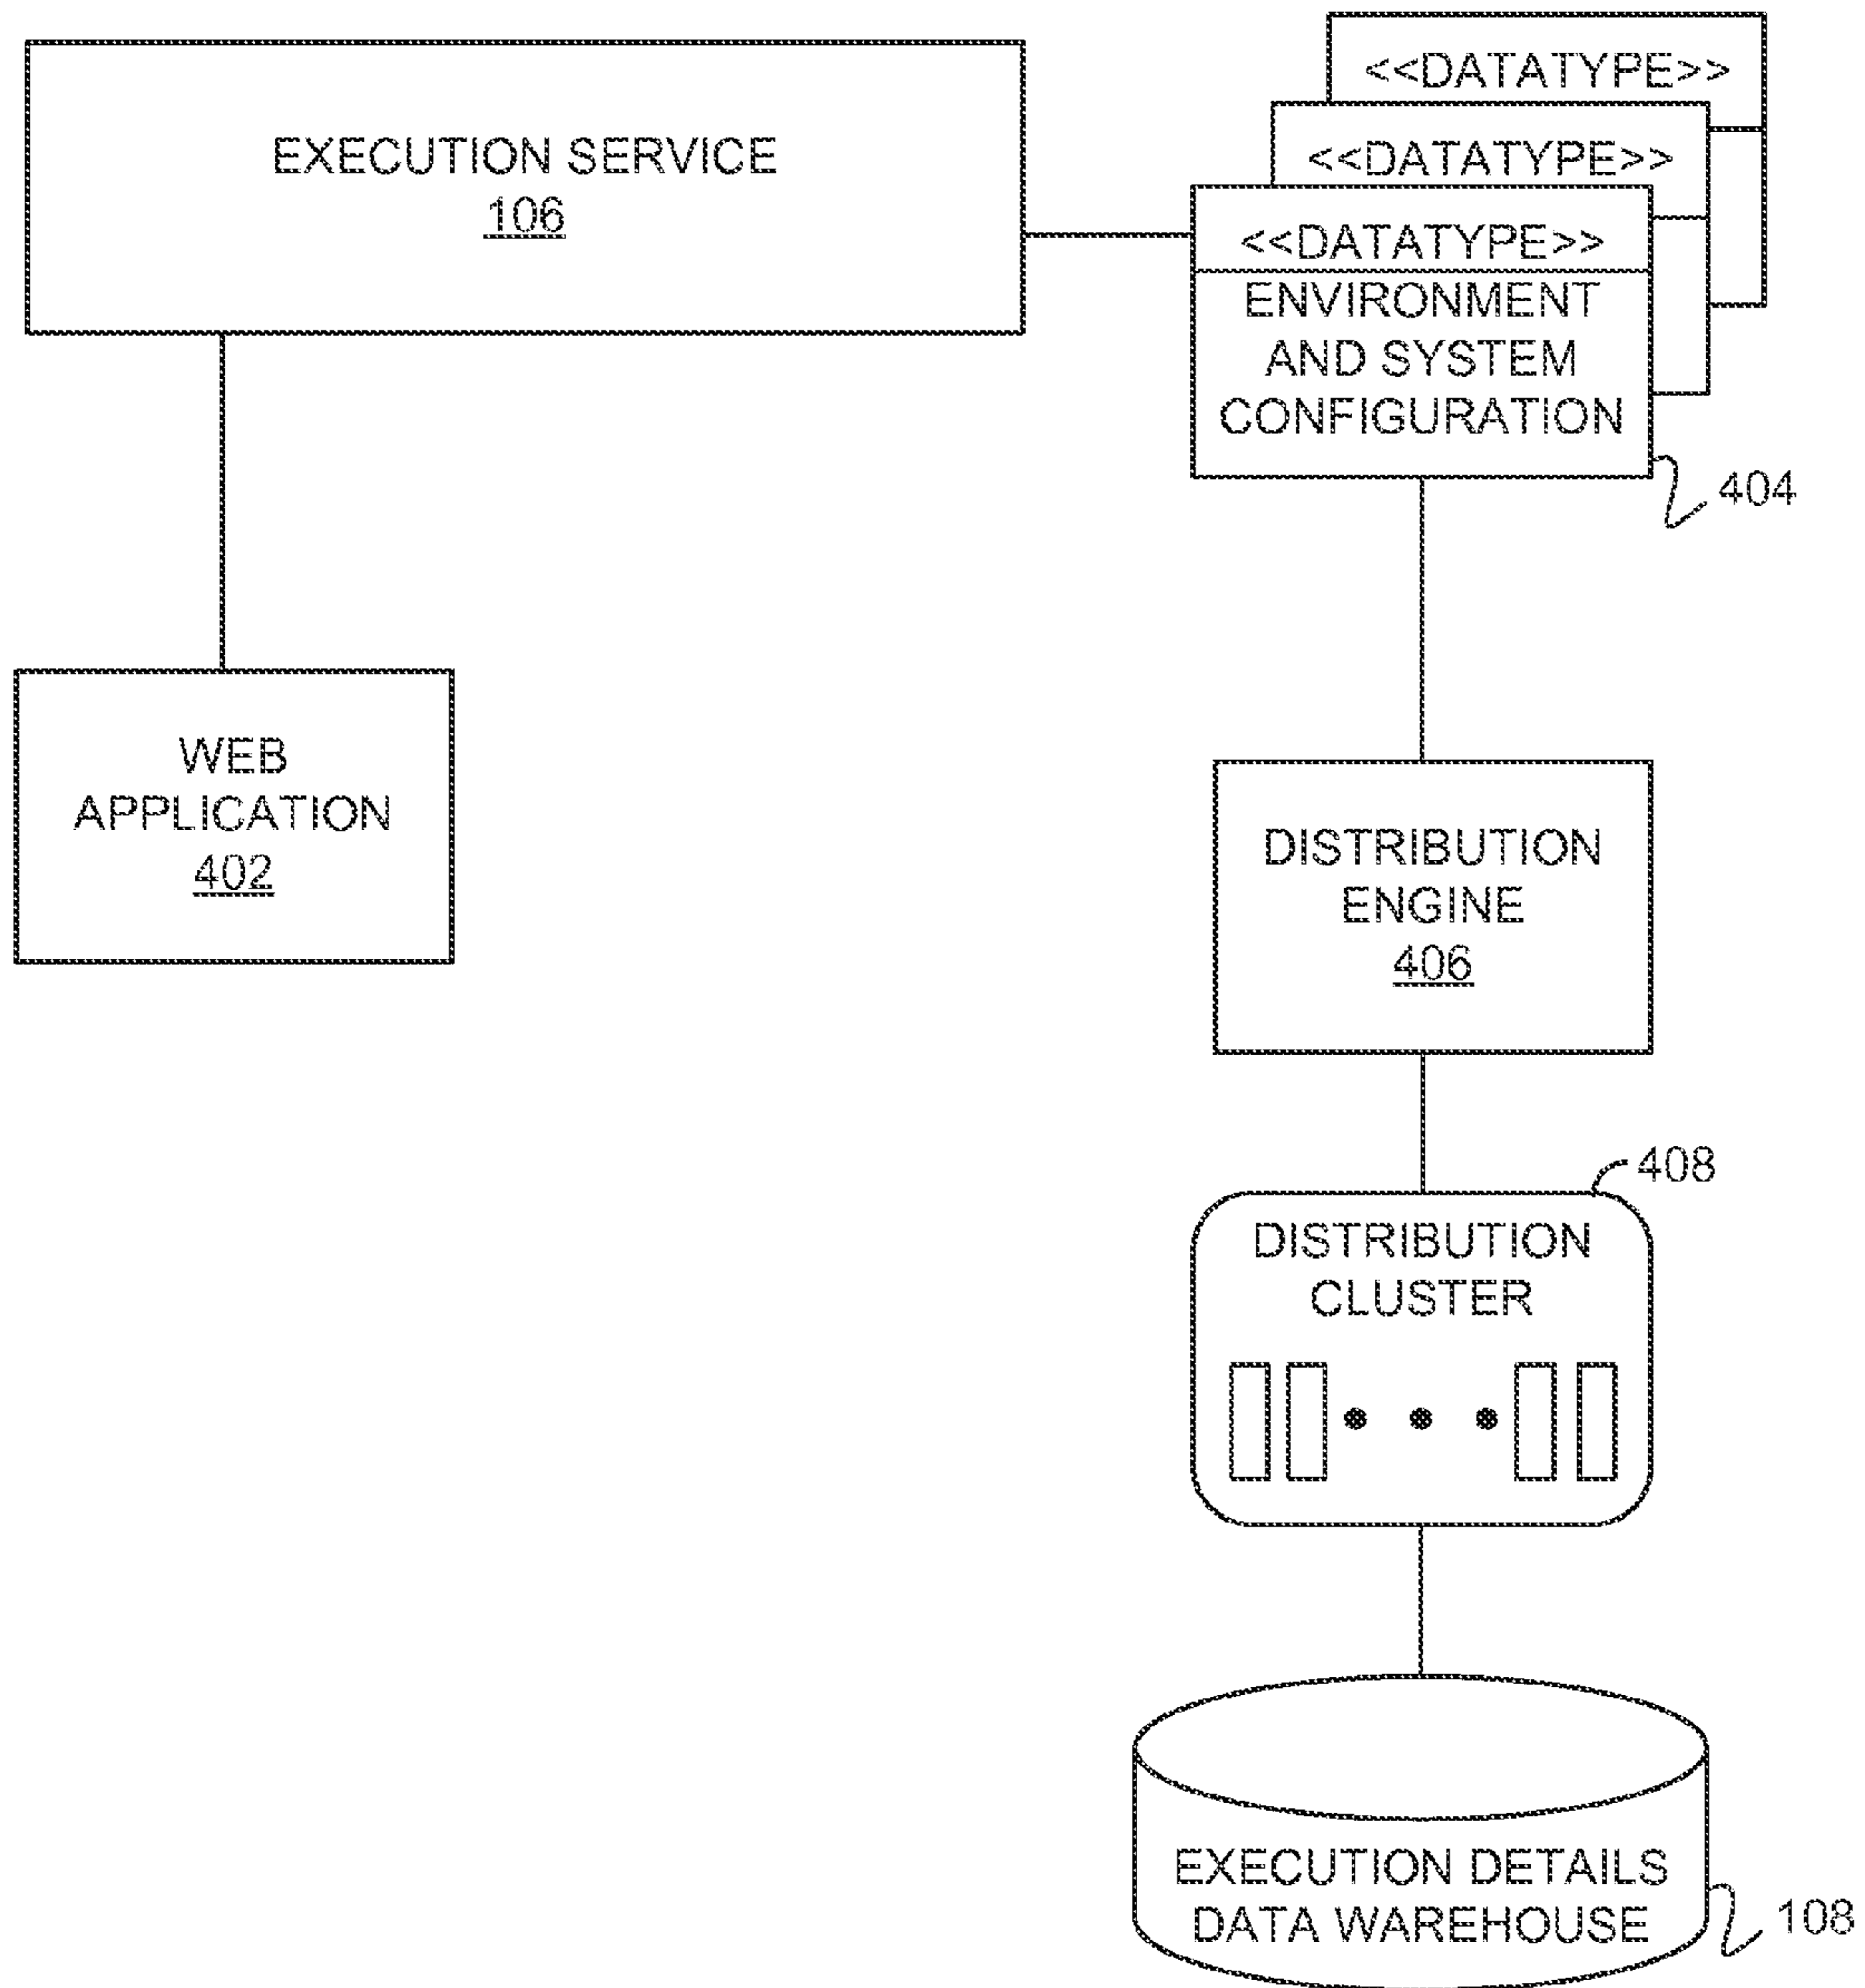 <<DATATYPE>>
<<DATATYPE>>
<<DATATYPE>>
ENVIRONMENT
AND SYSTEM
CONFIGURATION
404
EXECUTION SERVICE
106
WEB
APPLICATION
402
DISTRIBUTION
ENGINE
406
408
DISTRIBUTION
CLUSTER
EXECUTION DETAILS
DATA WAREHOUSE
108